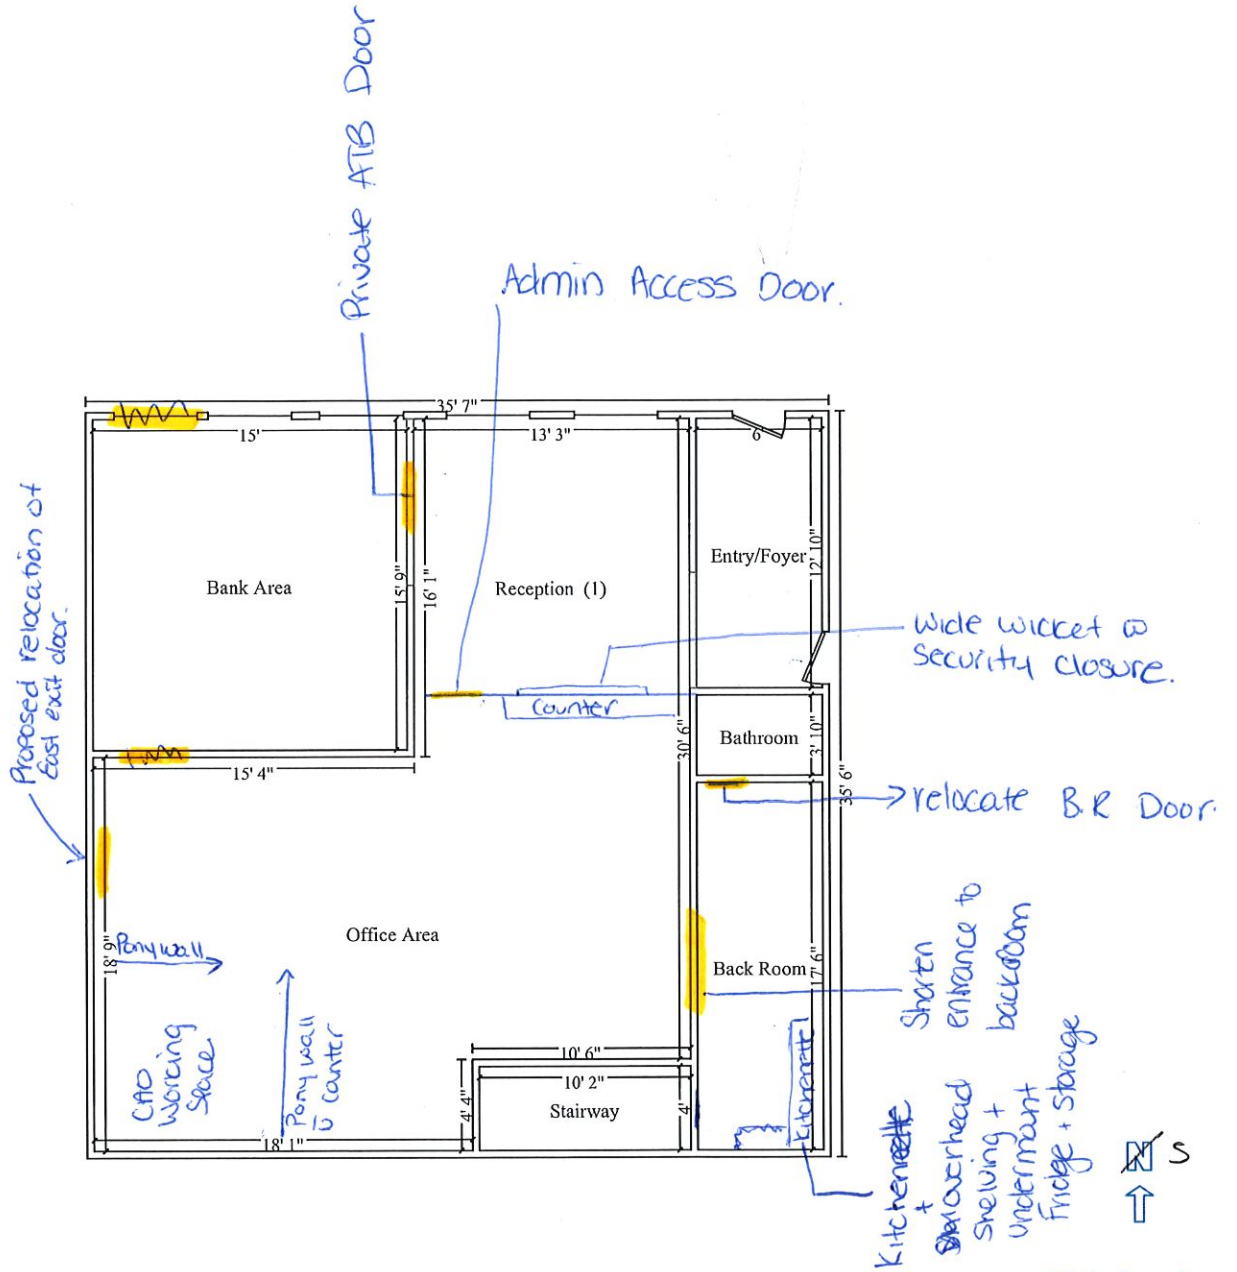 Private ATB Door
Admin Access Door.
35' 7"
15'
13' 3"
6'
Proposed relocation of
East exit door.
Bank Area
15' 9"
16' 1"
Reception (1)
Entry/Foyer
12' 10"
wide wicket w
Security closure.
Counter
30' 6"
Bathroom
3' 10"
15' 4"
35' 6"
relocate B.R Door.
18' 9"
Pony wall
Office Area
Back Room
17' 6"
Shorten
entrance to
backroom
CAO
Working
Space
Pony wall
c̄ Canter
10' 6"
10' 2"
4' 4"
Stairway
4'
18' 1"
Kitchenette
Kitchenette
+
overhead
Shelving +
undermount
Fridge + Storage
N S